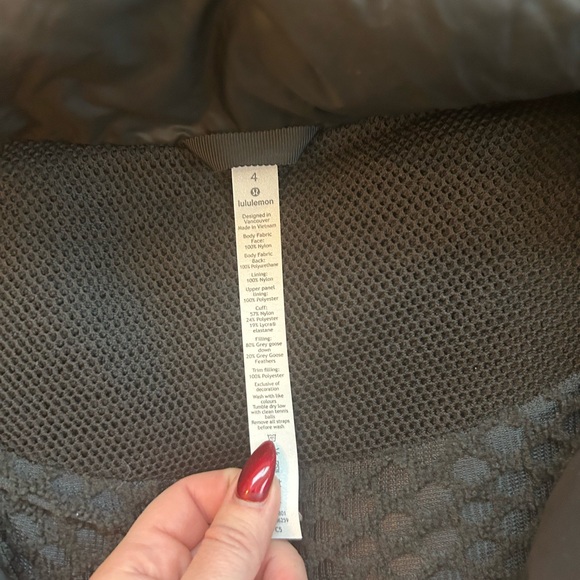 4
lululemon
Designed in
Vancouver
Made in Vietnam
Body Fabric
Face:
100% Nylon
Body Fabric
Back:
100% Polyurethane
Lining:
100% Nylon
Upper panel
lining:
100% Polyester
Cuff:
57% Nylon
24% Polyester
19% Lycra®
elastane
Filling:
80% Grey goose
down
20% Grey Goose
Feathers
Trim filling:
100% Polyester
Exclusive of
decoration
Wash with like
colours
Tumble dry low
with clean tennis
balls
Remove all straps
before wash